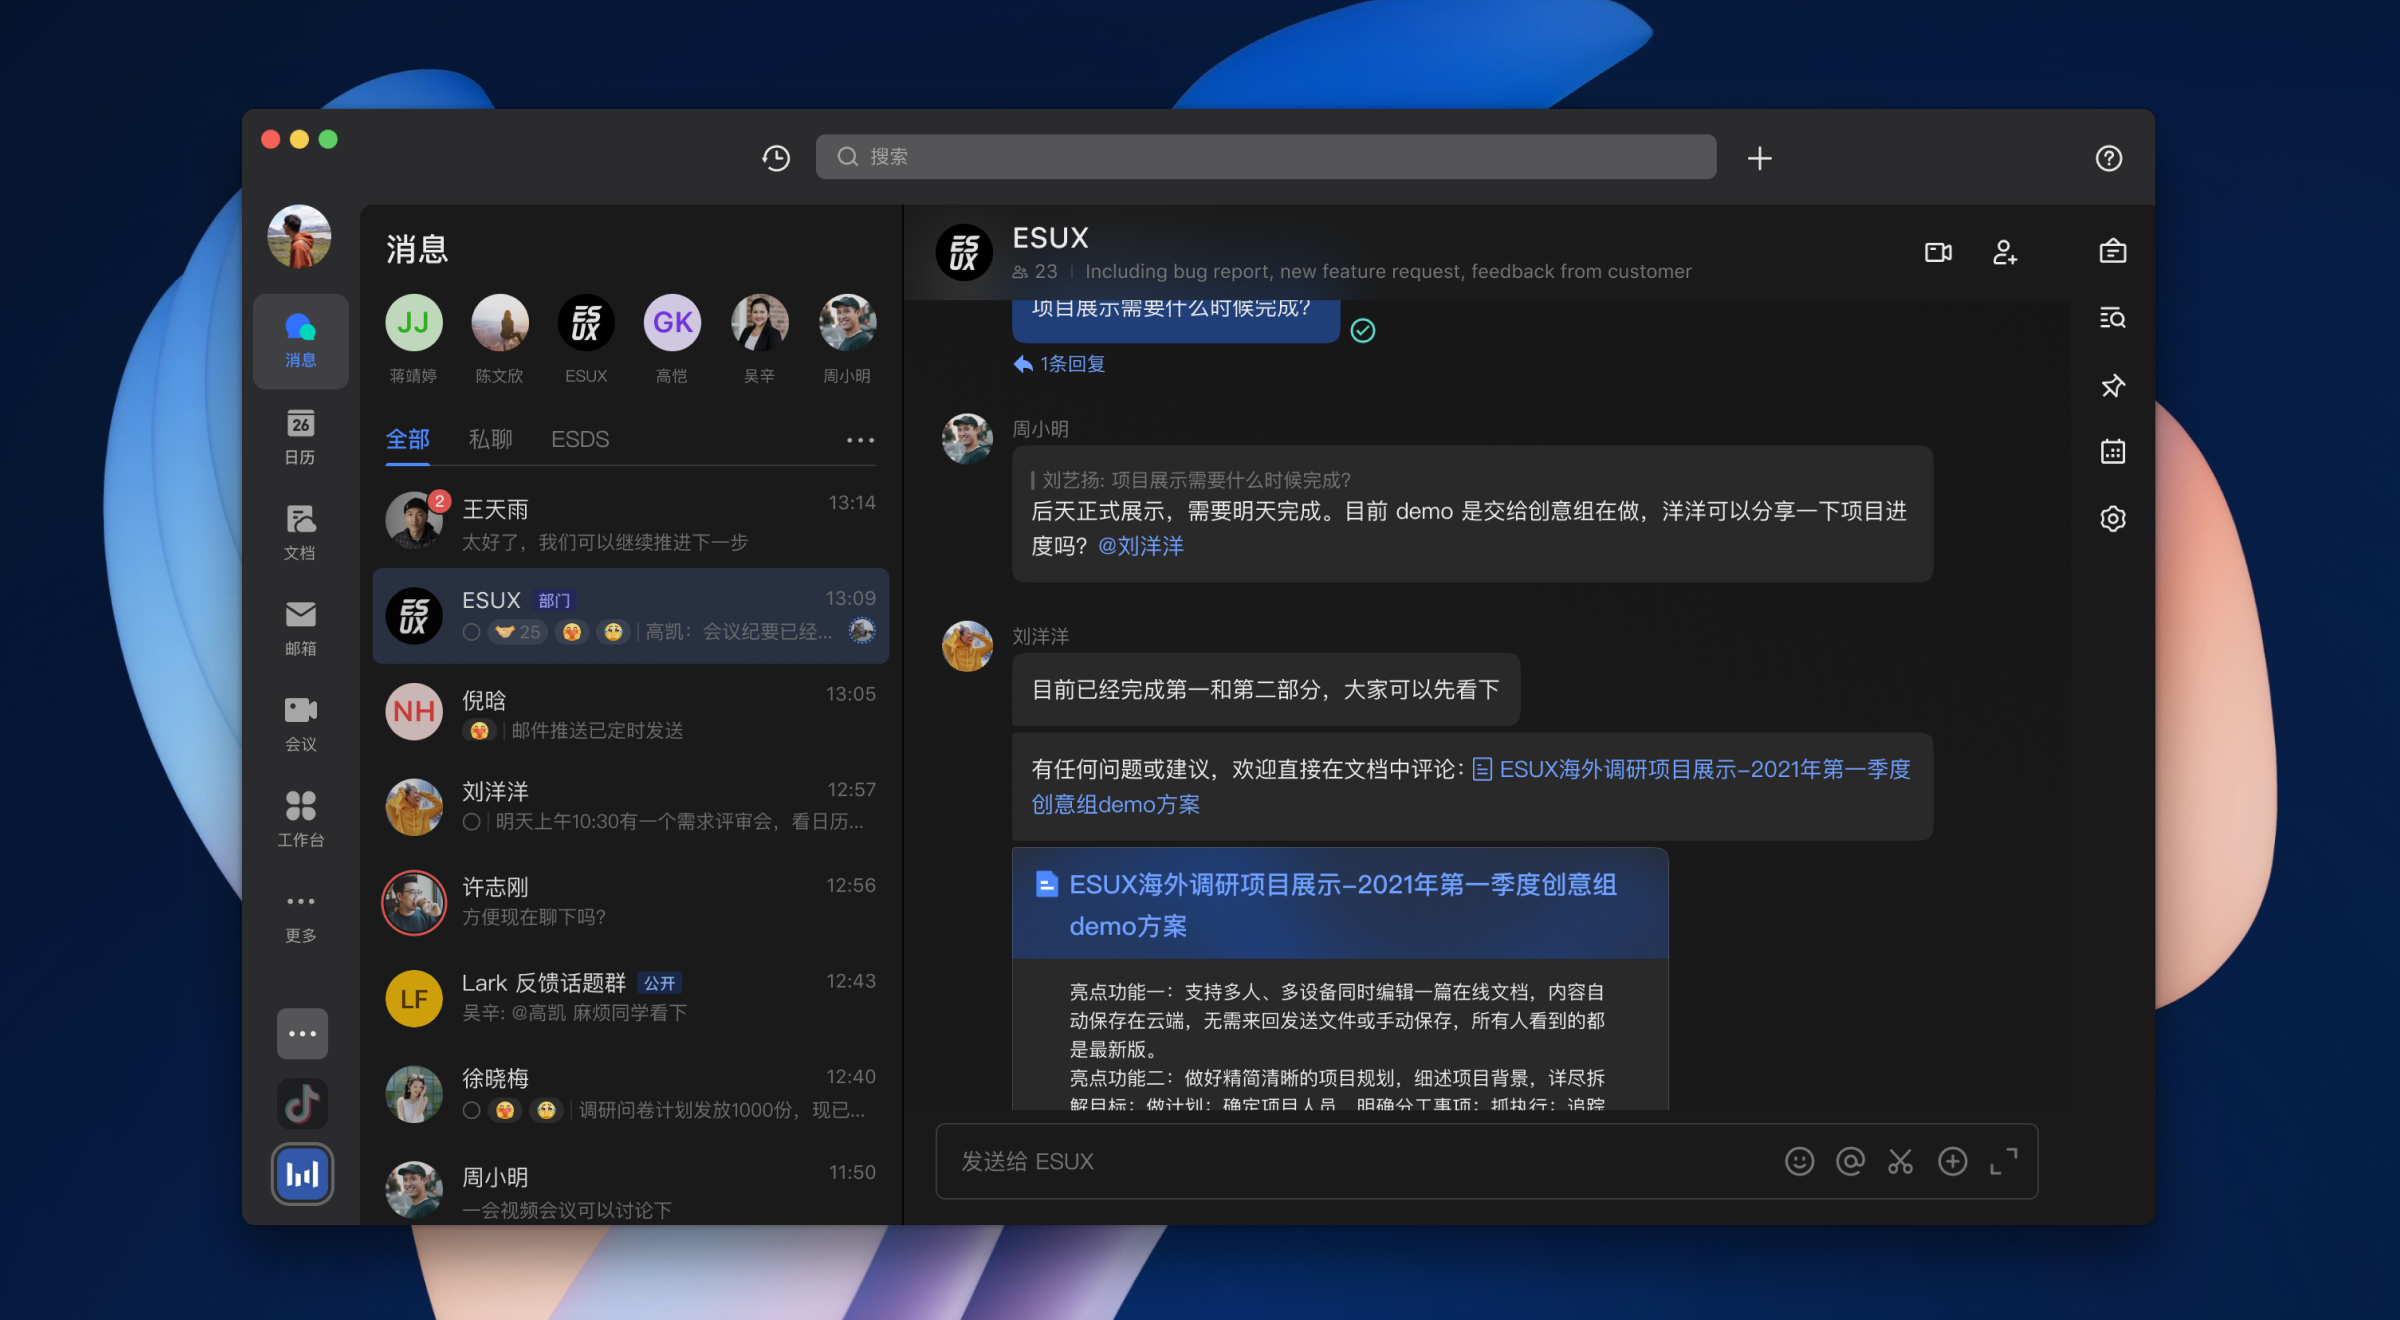 搜索
消息
26
日历
文档
邮箱
会议
工作台
更多
消息
JJ
ES
UX
GK
蒋靖婷
陈文欣
ESUX
高恺
吴辛
周小明
全部
私聊
ESDS
2
王天雨
13:14
太好了，我们可以继续推进下一步
ES
UX
ESUX 部门
13:09
25 | 高凯：会议纪要已经...
NH
倪晗
13:05
| 邮件推送已定时发送
刘洋洋
12:57
| 明天上午10:30有一个需求评审会，看日历...
许志刚
12:56
方便现在聊下吗?
LF
Lark 反馈话题群 公开
12:43
吴辛: @高凯 麻烦同学看下
徐晓梅
12:40
| 调研问卷计划发放1000份，现已...
周小明
11:50
一会视频会议可以讨论下
ES
UX
ESUX
23 | Including bug report, new feature request, feedback from customer
项目展示需要什么时候完成?
1条回复
周小明
刘艺扬: 项目展示需要什么时候完成?
后天正式展示，需要明天完成。目前 demo 是交给创意组在做，洋洋可以分享一下项目进
度吗? @刘洋洋
刘洋洋
目前已经完成第一和第二部分，大家可以先看下
有任何问题或建议，欢迎直接在文档中评论：ESUX海外调研项目展示–2021年第一季度
创意组demo方案
ESUX海外调研项目展示–2021年第一季度创意组
demo方案
亮点功能一：支持多人、多设备同时编辑一篇在线文档，内容自
动保存在云端，无需来回发送文件或手动保存，所有人看到的都
是最新版。
亮点功能二：做好精简清晰的项目规划，细述项目背景，详尽拆
解目标；做计划：确定项目人员，明确分工事项；抓执行：追踪
发送给 ESUX